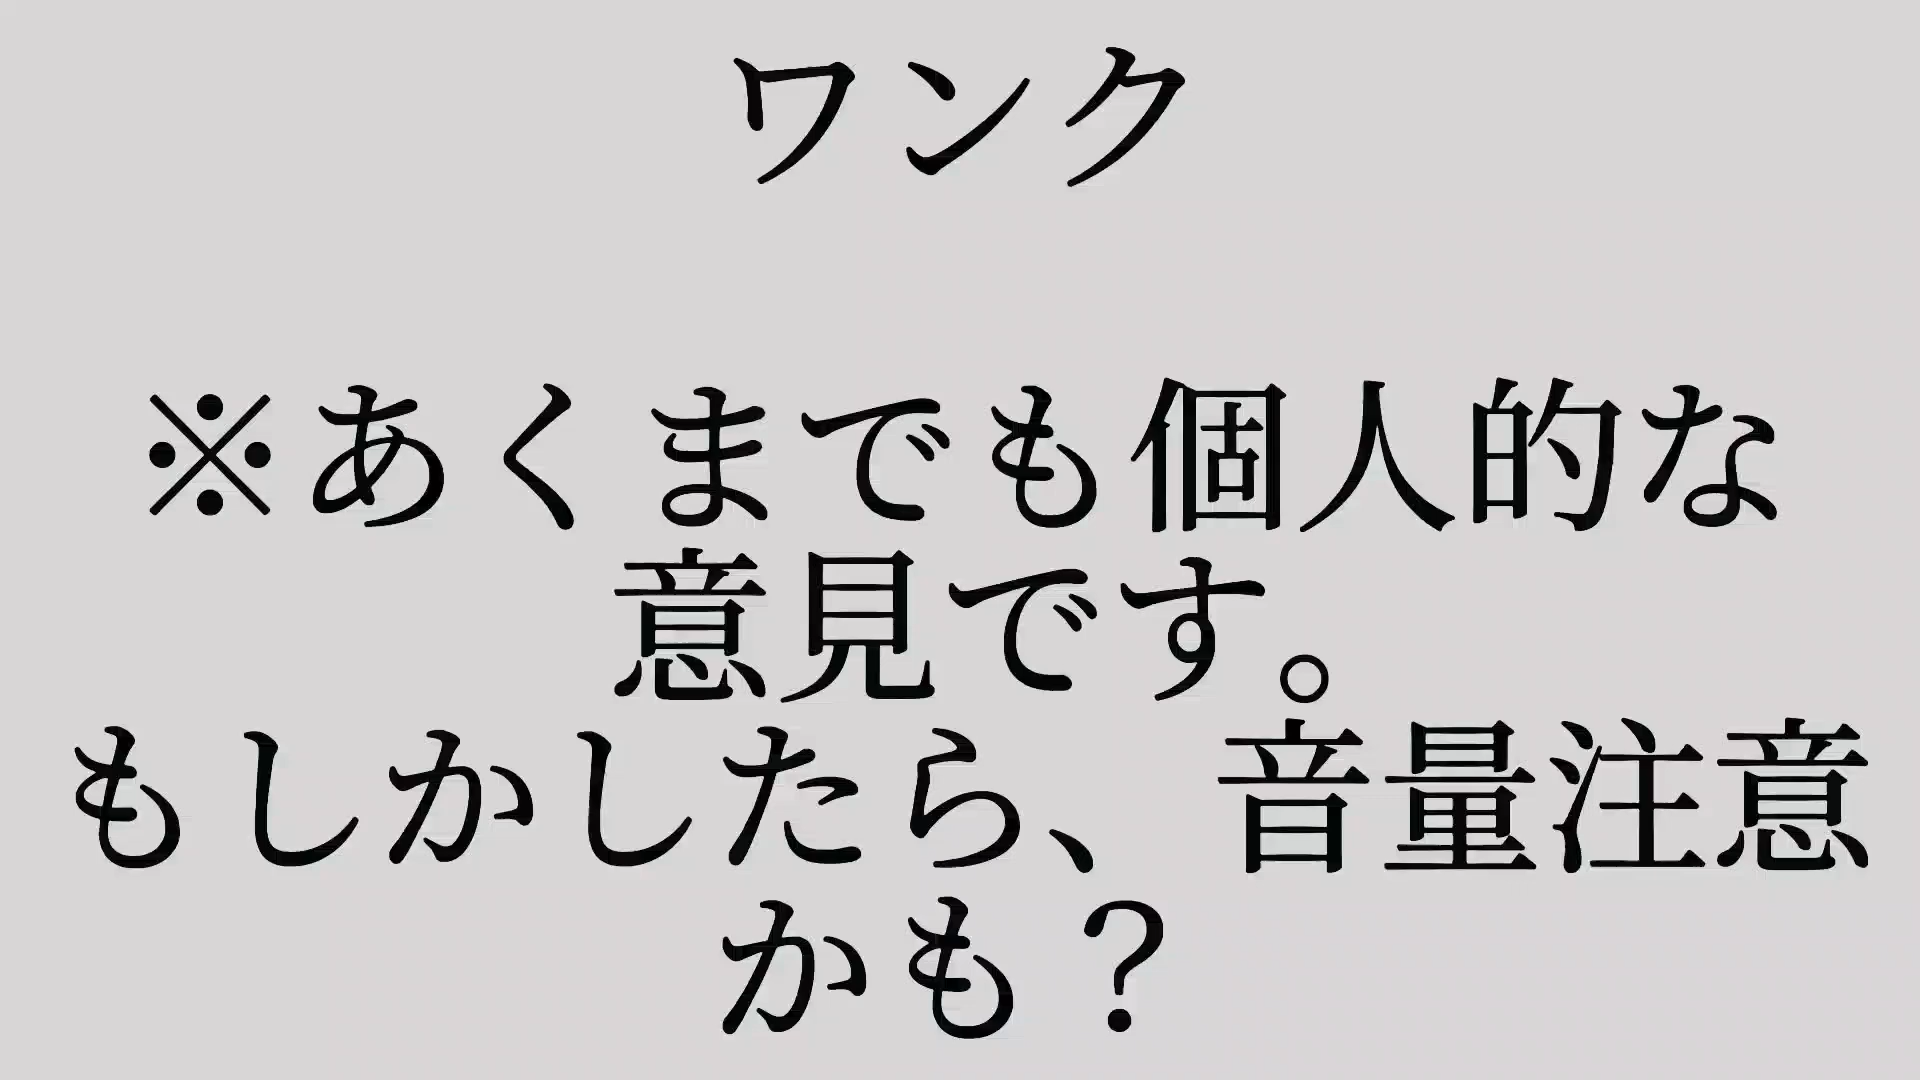 ワンク
※あくまでも個人的な
意見です。
もしかしたら、音量注意
かも？